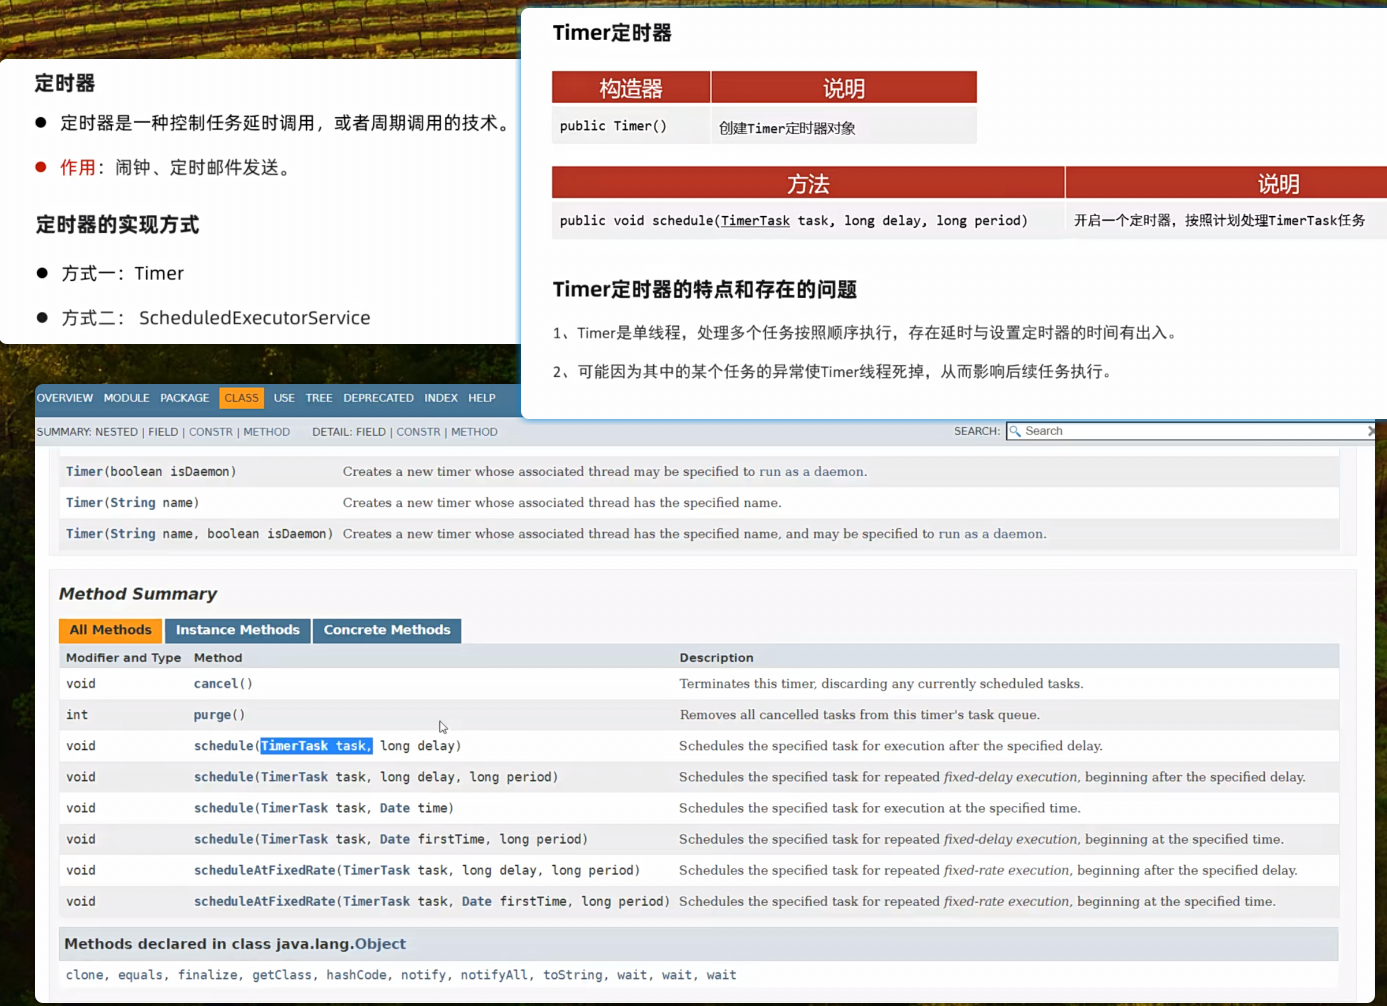 定时器
● 定时器是一种控制任务延时调用，或者周期调用的技术。
● 作用：闹钟、定时邮件发送。
定时器的实现方式
● 方式一：Timer
● 方式二： ScheduledExecutorService
Timer定时器
构造器 说明
public Timer() 创建Timer定时器对象
方法 说明
public void schedule(TimerTask task, long delay, long period) 开启一个定时器，按照计划处理TimerTask任务
Timer定时器的特点和存在的问题
1、Timer是单线程，处理多个任务按照顺序执行，存在延时与设置定时器的时间有出入。
2、可能因为其中的某个任务的异常使Timer线程死掉，从而影响后续任务执行。
OVERVIEW MODULE PACKAGE CLASS USE TREE DEPRECATED INDEX HELP
SUMMARY: NESTED | FIELD | CONSTR | METHOD DETAIL: FIELD | CONSTR | METHOD SEARCH: Search
Timer(boolean isDaemon) Creates a new timer whose associated thread may be specified to run as a daemon.
Timer(String name) Creates a new timer whose associated thread has the specified name.
Timer(String name, boolean isDaemon) Creates a new timer whose associated thread has the specified name, and may be specified to run as a daemon.
Method Summary
All Methods Instance Methods Concrete Methods
Modifier and Type Method Description
void cancel() Terminates this timer, discarding any currently scheduled tasks.
int purge() Removes all cancelled tasks from this timer's task queue.
void schedule(TimerTask task, long delay) Schedules the specified task for execution after the specified delay.
void schedule(TimerTask task, long delay, long period) Schedules the specified task for repeated fixed-delay execution, beginning after the specified delay.
void schedule(TimerTask task, Date time) Schedules the specified task for execution at the specified time.
void schedule(TimerTask task, Date firstTime, long period) Schedules the specified task for repeated fixed-delay execution, beginning at the specified time.
void scheduleAtFixedRate(TimerTask task, long delay, long period) Schedules the specified task for repeated fixed-rate execution, beginning after the specified delay.
void scheduleAtFixedRate(TimerTask task, Date firstTime, long period) Schedules the specified task for repeated fixed-rate execution, beginning at the specified time.
Methods declared in class java.lang.Object
clone, equals, finalize, getClass, hashCode, notify, notifyAll, toString, wait, wait, wait